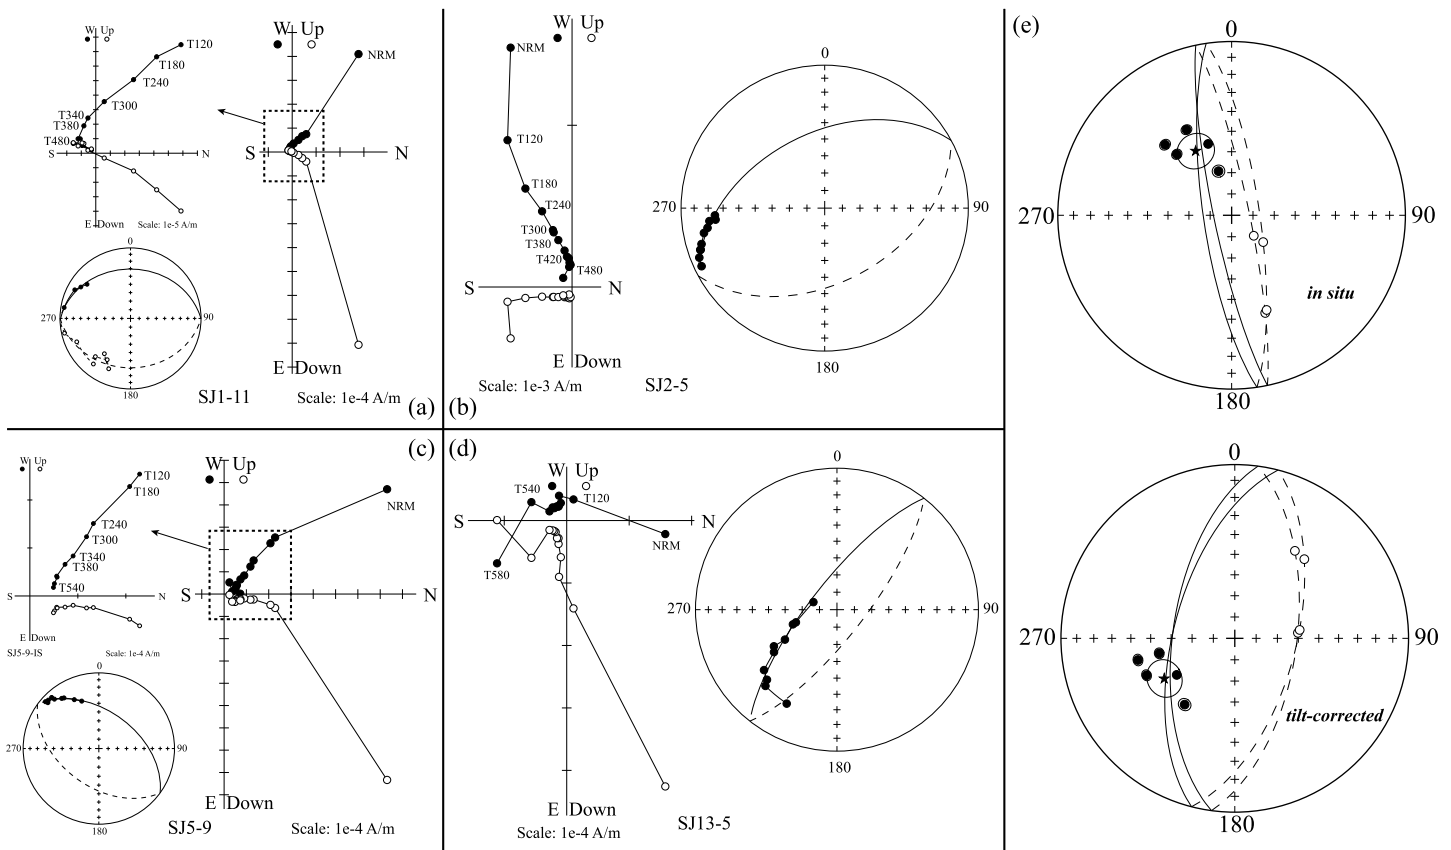 W Up
T120
T180
T240
T300
T340
T380
T480
S N
E Down
Scale: 1e-5 A/m
W Up
NRM
S N
E Down
0
270 90
180
SJ1-11
Scale: 1e-4 A/m
(a)
W Up
NRM
T120
T180
T240
T300
T380
T420
T480
S N
E Down
Scale: 1e-3 A/m
0
270 90
180
SJ2-5
(b)
(c)
W Up
T120
T180
T240
T300
T340
T380
T540
S N
E Down
SJ5-9-IS
Scale: 1e-4 A/m
W Up
NRM
S N
E Down
0
270 90
180
SJ5-9
Scale: 1e-4 A/m
(d)
W Up
T540
T120
S N
NRM
T580
E Down
Scale: 1e-4 A/m
0
270 90
180
SJ13-5
(e)
0
270 90
in situ
180
0
270 90
tilt-corrected
180